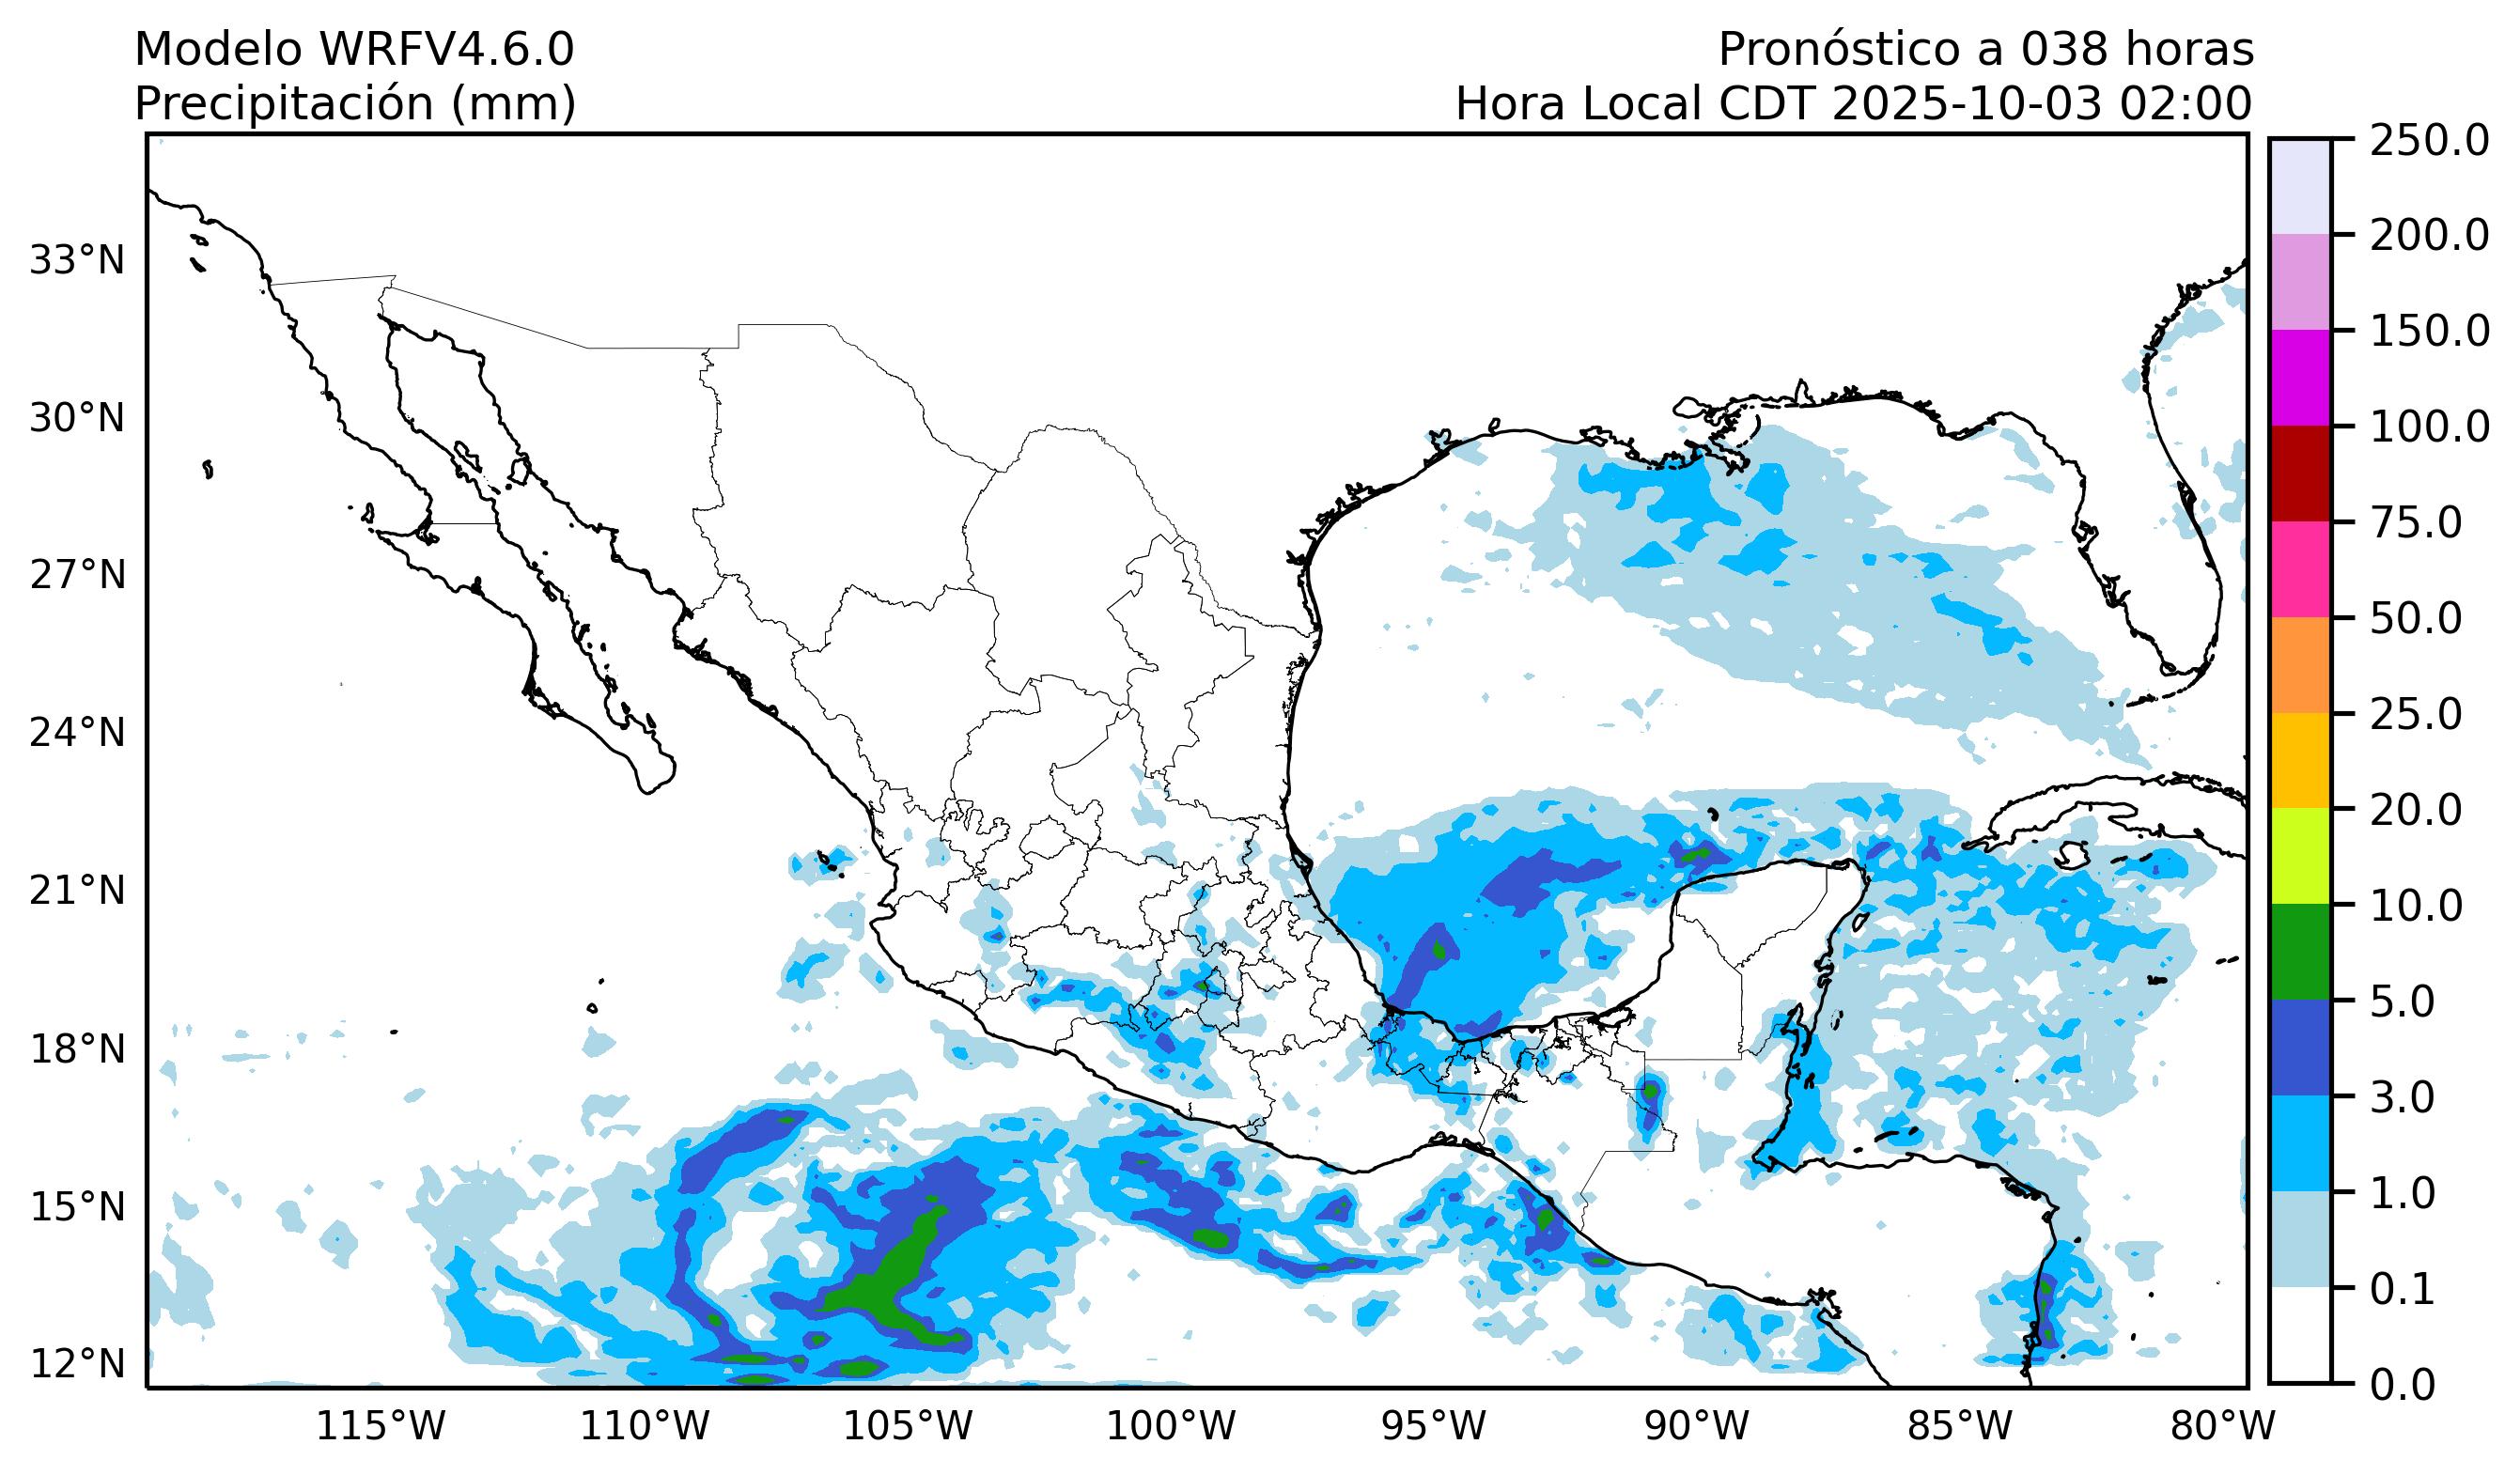 Modelo WRFV4.6.0
Precipitación (mm)
Pronóstico a 038 horas
Hora Local CDT 2025-10-03 02:00
33°N
30°N
27°N
24°N
21°N
18°N
15°N
12°N
115°W
110°W
105°W
100°W
95°W
90°W
85°W
80°W
250.0
200.0
150.0
100.0
75.0
50.0
25.0
20.0
10.0
5.0
3.0
1.0
0.1
0.0